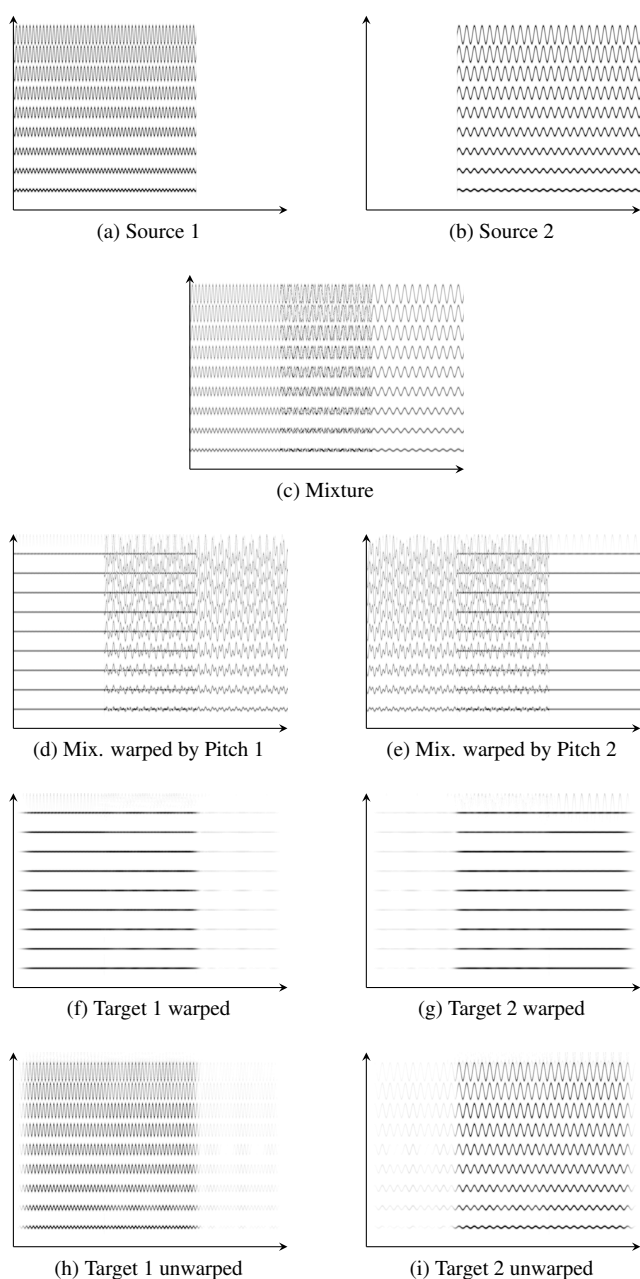 (a) Source 1
(b) Source 2
(c) Mixture
(d) Mix. warped by Pitch 1
(e) Mix. warped by Pitch 2
(f) Target 1 warped
(g) Target 2 warped
(h) Target 1 unwarped
(i) Target 2 unwarped